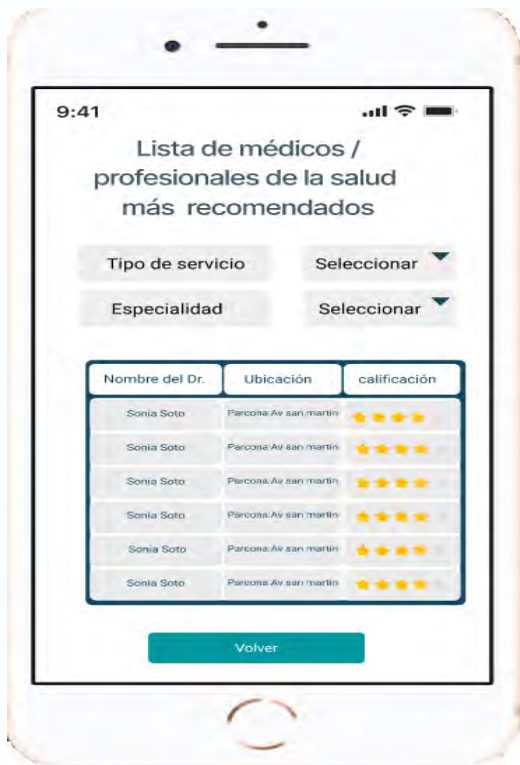 9:41
Lista de médicos /
profesionales de la salud
más recomendados
Tipo de servicio Seleccionar
Especialidad Seleccionar
Nombre del Dr. Ubicación calificación
Sonia Soto Parcona Av san martin
Sonia Soto Parcona Av san martin
Sonia Soto Parcona Av san martin
Sonia Soto Parcona Av san martin
Sonia Soto Parcona Av san martin
Sonia Soto Parcona Av san martin
Volver